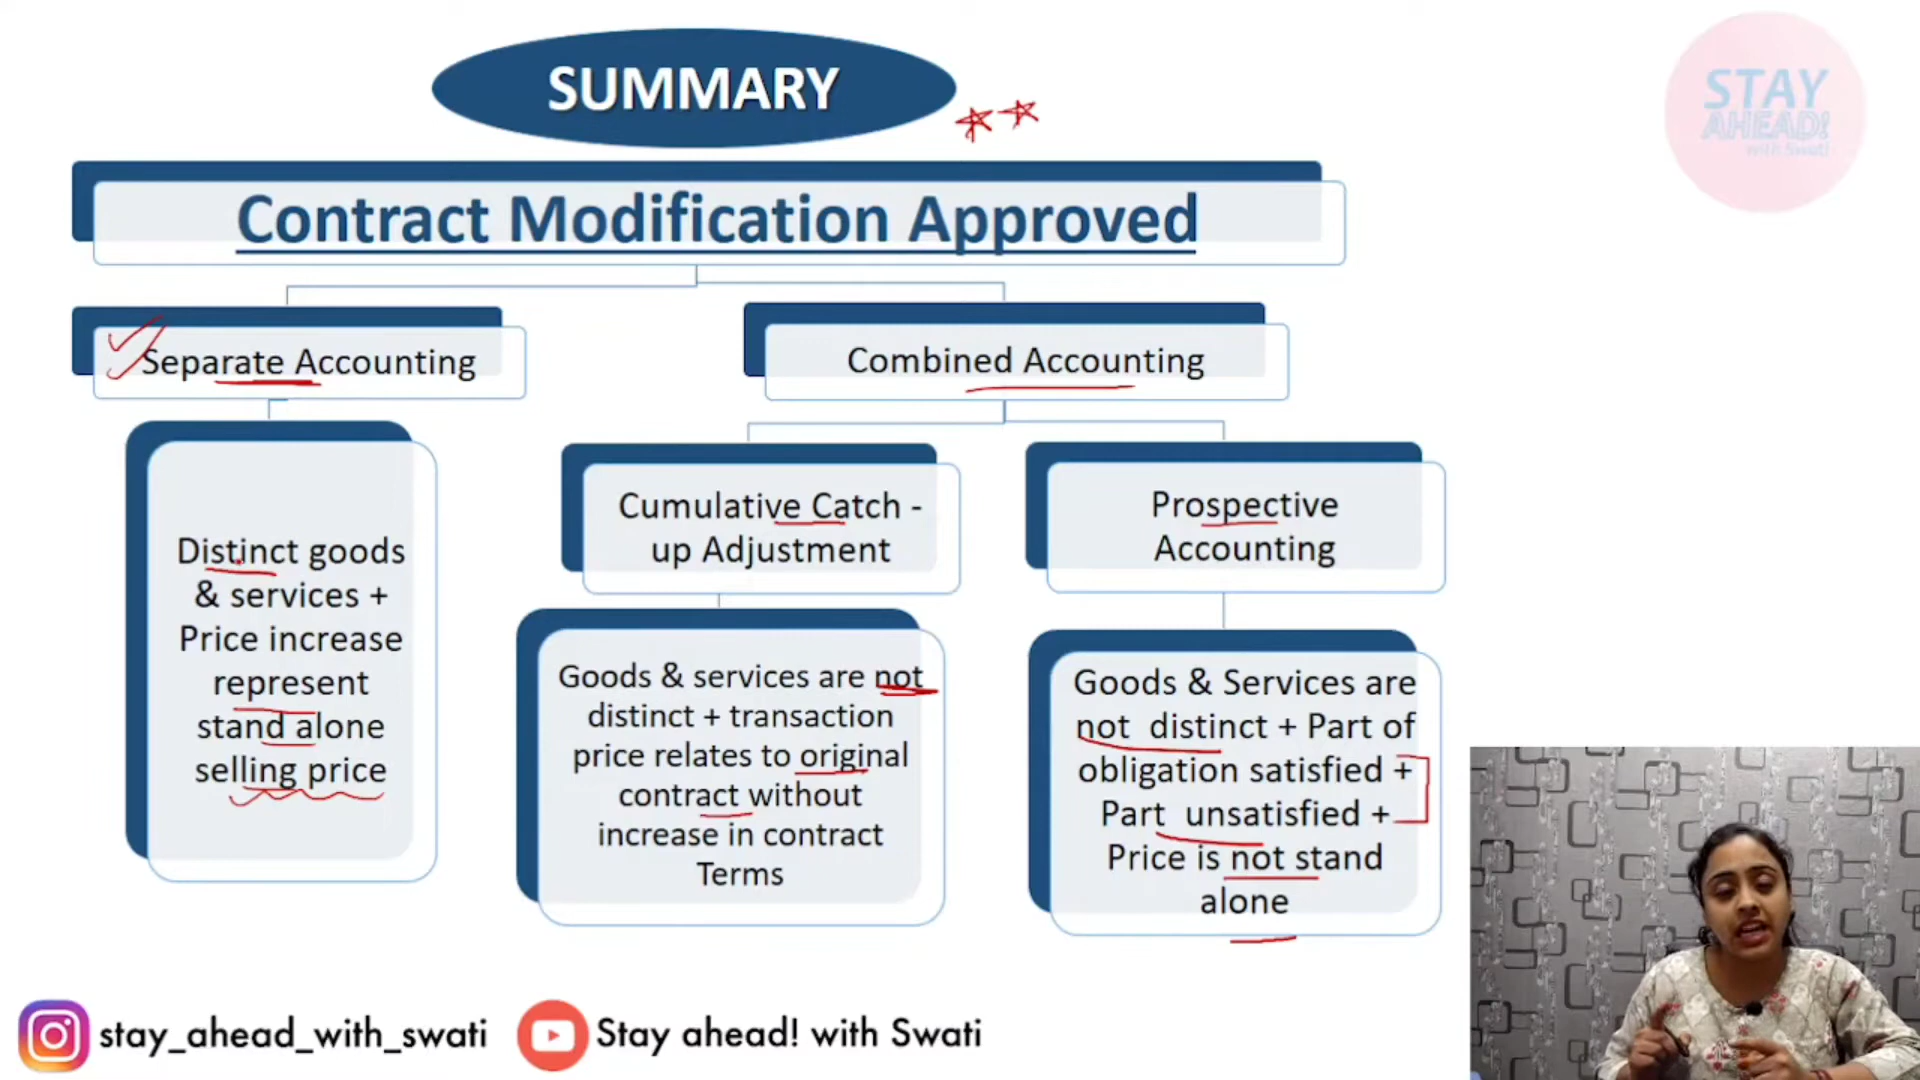 SUMMARY
STAY
AHEAD!
with Swati
Contract Modification Approved
Separate Accounting
Combined Accounting
Distinct goods
& services +
Price increase
represent
stand alone
selling price
Cumulative Catch -
up Adjustment
Goods & services are not
distinct + transaction
price relates to original
contract without
increase in contract
Terms
Prospective
Accounting
Goods & Services are
not distinct + Part of
obligation satisfied +
Part unsatisfied +
Price is not stand
alone
stay_ahead_with_swati
Stay ahead! with Swati